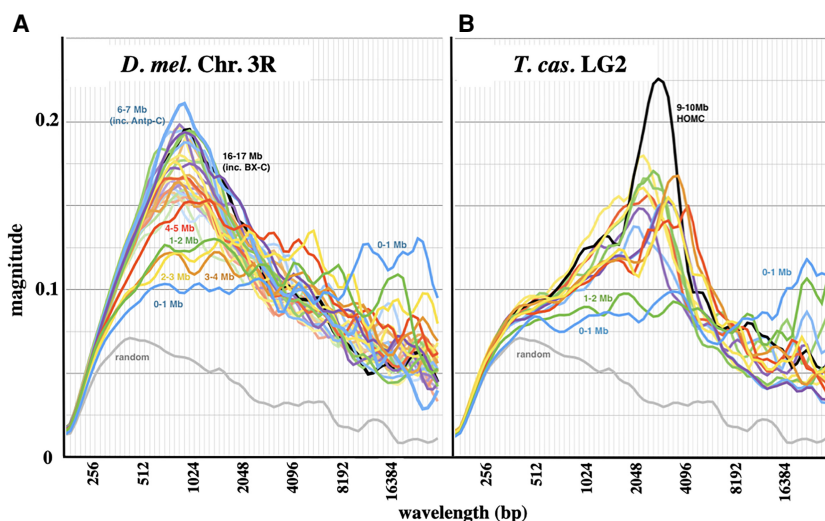 A
B
D. mel. Chr. 3R
T. cas. LG2
6-7 Mb
(inc. Antp-C)
16-17 Mb
(inc. BX-C)
4-5 Mb
1-2 Mb
2-3 Mb
3-4 Mb
0-1 Mb
0-1 Mb
random
9-10Mb
HOMC
0-1 Mb
1-2 Mb
0-1 Mb
random
magnitude
0.2
0.1
0
256
512
1024
2048
4096
8192
16384
256
512
1024
2048
4096
8192
16384
wavelength (bp)